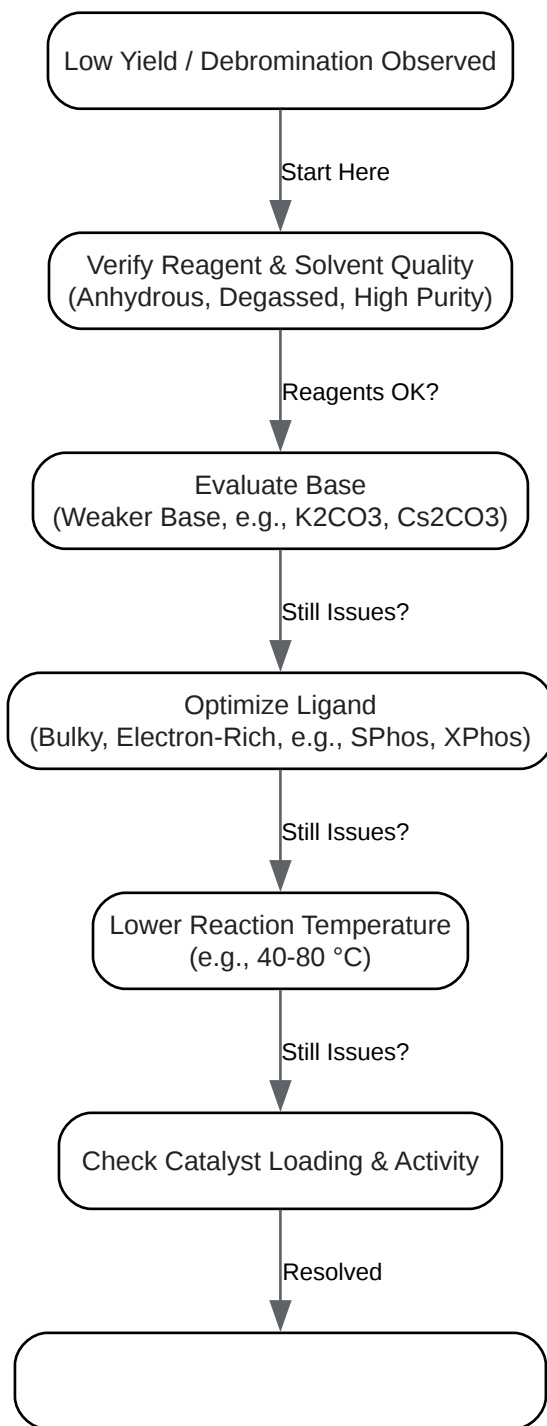 Low Yield / Debromination Observed
Start Here
Verify Reagent & Solvent Quality
(Anhydrous, Degassed, High Purity)
Reagents OK?
Evaluate Base
(Weaker Base, e.g., K2CO3, Cs2CO3)
Still Issues?
Optimize Ligand
(Bulky, Electron-Rich, e.g., SPhos, XPhos)
Still Issues?
Lower Reaction Temperature
(e.g., 40-80 °C)
Still Issues?
Check Catalyst Loading & Activity
Resolved